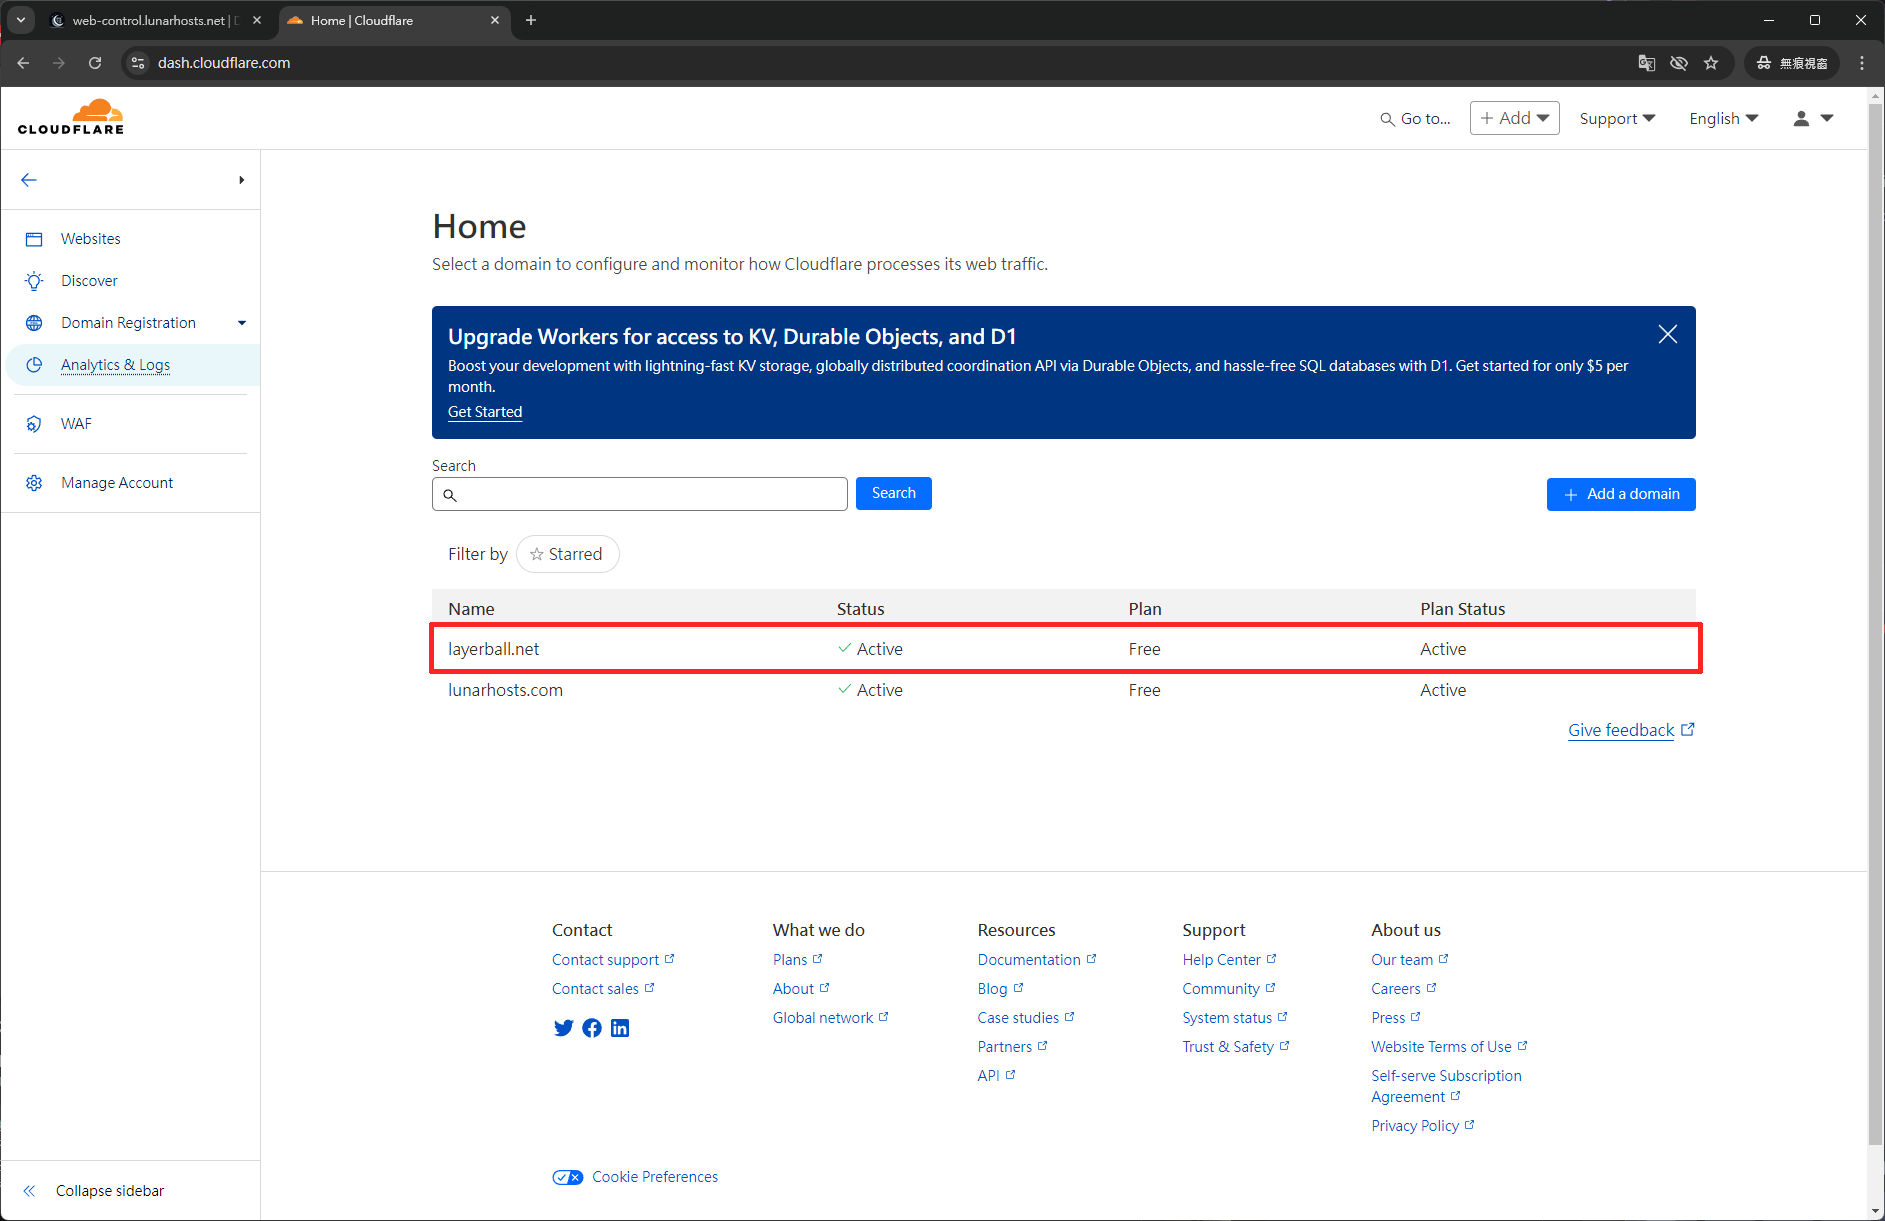 web-control.lunarhosts.net |
Home | Cloudflare
dash.cloudflare.com
無痕視窗
CLOUDFLARE
Go to...
Add
Support
English
Websites
Discover
Domain Registration
Analytics & Logs
WAF
Manage Account
Collapse sidebar
Home
Select a domain to configure and monitor how Cloudflare processes its web traffic.
Upgrade Workers for access to KV, Durable Objects, and D1
Boost your development with lightning-fast KV storage, globally distributed coordination API via Durable Objects, and hassle-free SQL databases with D1. Get started for only $5 per
month.
Get Started
Search
Search
Add a domain
Filter by
Starred
Name Status Plan Plan Status
layerball.net Active Free Active
lunarhosts.com Active Free Active
Give feedback
Contact
Contact support
Contact sales
What we do
Plans
About
Global network
Resources
Documentation
Blog
Case studies
Partners
API
Support
Help Center
Community
System status
Trust & Safety
About us
Our team
Careers
Press
Website Terms of Use
Self-serve Subscription
Agreement
Privacy Policy
Cookie Preferences